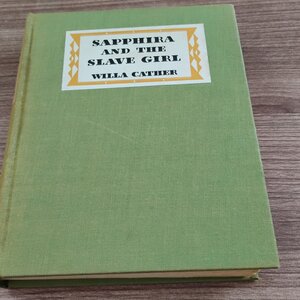 SAPPHIRA
AND THE
SLAVE GIRL
WILLA CATHER